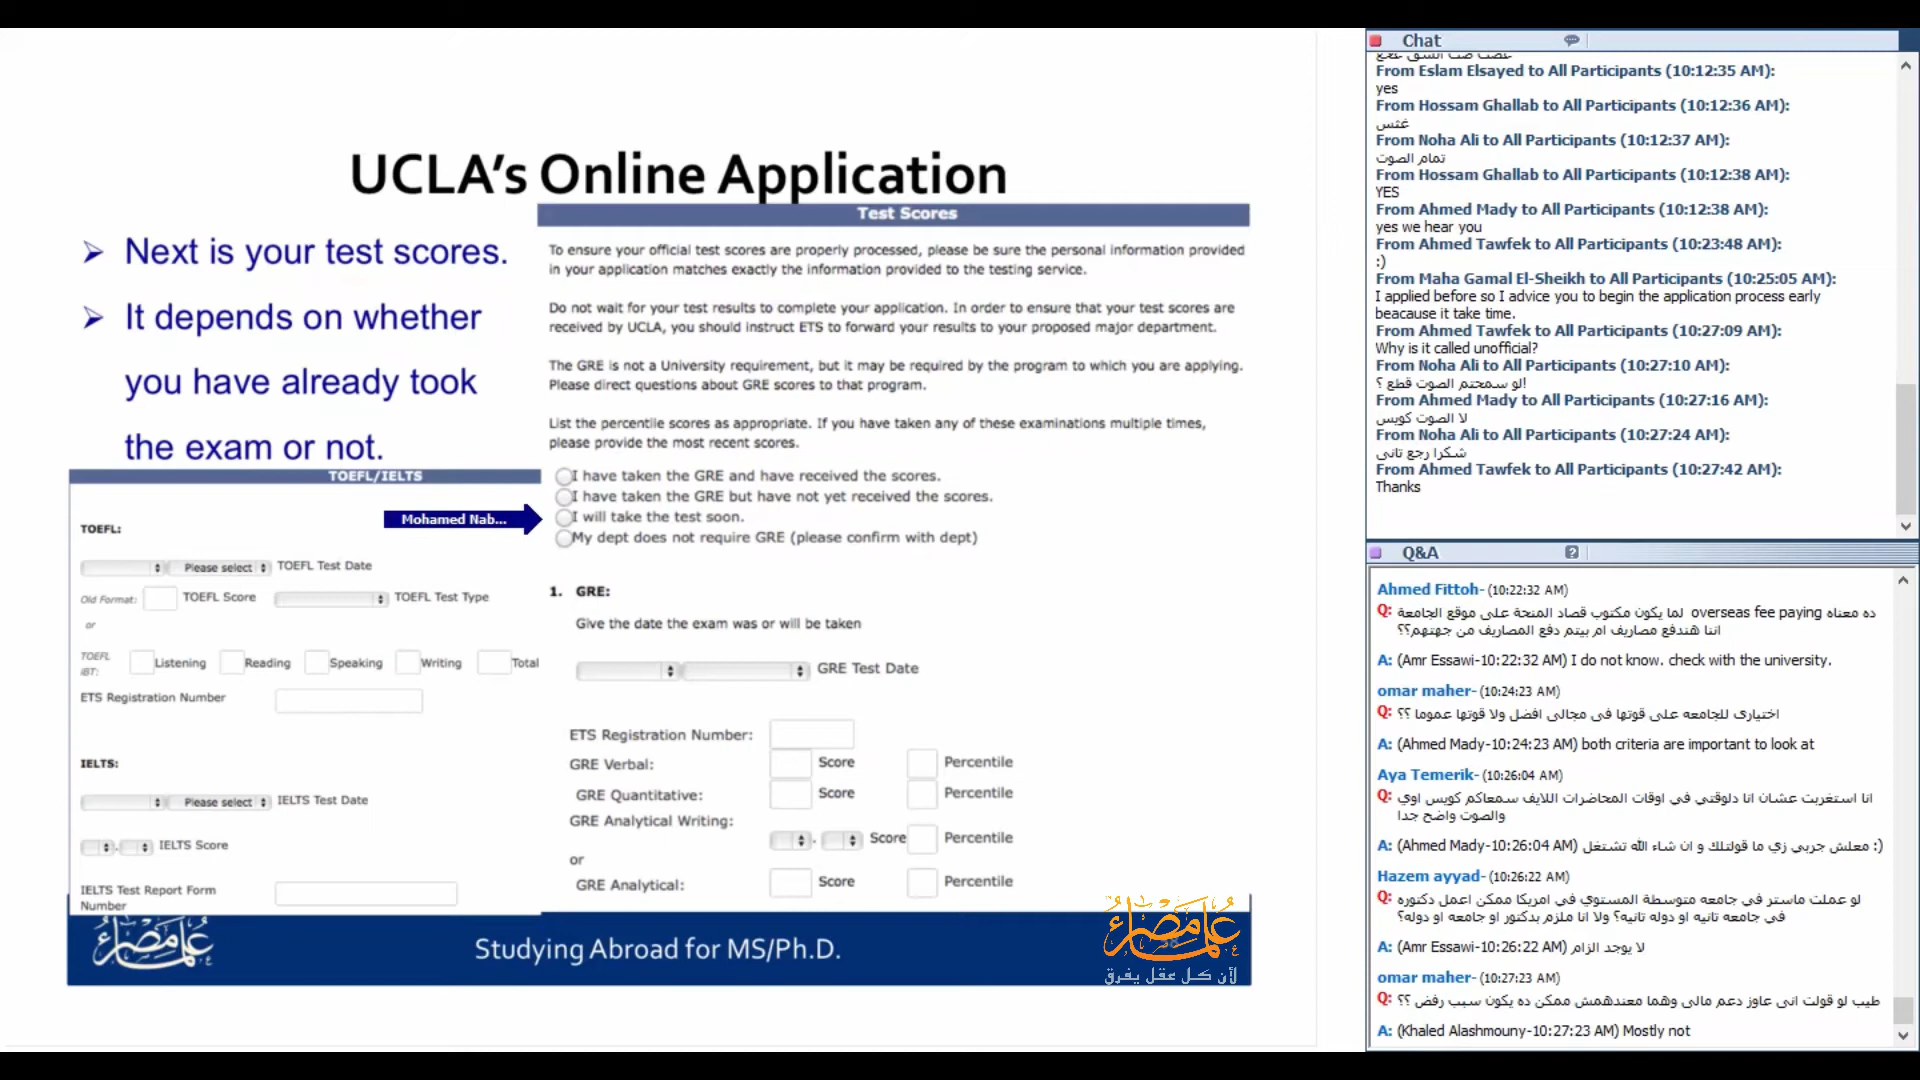 UCLA's Online Application
Next is your test scores.
It depends on whether
you have already took
the exam or not.
Test Scores
To ensure your official test scores are properly processed, please be sure the personal information provided
in your application matches exactly the information provided to the testing service.
Do not wait for your test results to complete your application. In order to ensure that your test scores are
received by UCLA, you should instruct ETS to forward your results to your proposed major department.
The GRE is not a University requirement, but it may be required by the program to which you are applying.
Please direct questions about GRE scores to that program.
List the percentile scores as appropriate. If you have taken any of these examinations multiple times,
please provide the most recent scores.
I have taken the GRE and have received the scores.
I have taken the GRE but have not yet received the scores.
I will take the test soon.
My dept does not require GRE (please confirm with dept)
Mohamed Nab...
1. GRE:
Give the date the exam was or will be taken
GRE Test Date
ETS Registration Number:
GRE Verbal: Score Percentile
GRE Quantitative: Score Percentile
GRE Analytical Writing:
. Score Percentile
or
GRE Analytical: Score Percentile
TOEFL/IELTS
TOEFL:
Please select TOEFL Test Date
Old Format: TOEFL Score TOEFL Test Type
or
TOEFL
iBT: Listening Reading Speaking Writing Total
ETS Registration Number
IELTS:
Please select IELTS Test Date
. IELTS Score
IELTS Test Report Form
Number
علماء مصر
Studying Abroad for MS/Ph.D.
علماء مصر
لأن كل عقل يفرق
Chat
From Eslam Elsayed to All Participants (10:12:35 AM):
yes
From Hossam Ghallab to All Participants (10:12:36 AM):
غثس
From Noha Ali to All Participants (10:12:37 AM):
تمام الصوت
From Hossam Ghallab to All Participants (10:12:38 AM):
YES
From Ahmed Mady to All Participants (10:12:38 AM):
yes we hear you
From Ahmed Tawfek to All Participants (10:23:48 AM):
:)
From Maha Gamal El-Sheikh to All Participants (10:25:05 AM):
I applied before so I advice you to begin the application process early
beacause it take time.
From Ahmed Tawfek to All Participants (10:27:09 AM):
Why is it called unofficial?
From Noha Ali to All Participants (10:27:10 AM):
لو سمحتم الصوت قطع ؟!
From Ahmed Mady to All Participants (10:27:16 AM):
لا الصوت كويس
From Noha Ali to All Participants (10:27:24 AM):
شكرا رجع تانى
From Ahmed Tawfek to All Participants (10:27:42 AM):
Thanks
Q&A
Ahmed Fittoh- (10:22:32 AM)
Q: لما يكون مكتوب قصاد المنحة على موقع الجامعة overseas fee paying ده معناه
اننا هندفع مصاريف ام بيتم دفع المصاريف من جهتهم؟؟
A: (Amr Essawi-10:22:32 AM) I do not know. check with the university.
omar maher- (10:24:23 AM)
Q: اختيارى للجامعه على قوتها فى مجالى افضل ولا قوتها عموما ؟؟
A: (Ahmed Mady-10:24:23 AM) both criteria are important to look at
Aya Temerik- (10:26:04 AM)
Q: انا استغربت عشان انا دلوقتي في اوقات المحاضرات اللايف سمعاكم كويس اوي
والصوت واضح جدا
A: (Ahmed Mady-10:26:04 AM) معلش جربي زي ما قولتلك و ان شاء الله تشتغل :)
Hazem ayyad- (10:26:22 AM)
Q: لو عملت ماستر في جامعه متوسطة المستوي في امريكا ممكن اعمل دكتوره
في جامعه تانيه او دوله تانيه؟ ولا انا ملزم بدكتور او جامعه او دوله؟
A: (Amr Essawi-10:26:22 AM) لا يوجد الزام
omar maher- (10:27:23 AM)
Q: طيب لو قولت انى عاوز دعم مالى وهما معندهمش ممكن ده يكون سبب رفض ؟؟
A: (Khaled Alashmouny-10:27:23 AM) Mostly not